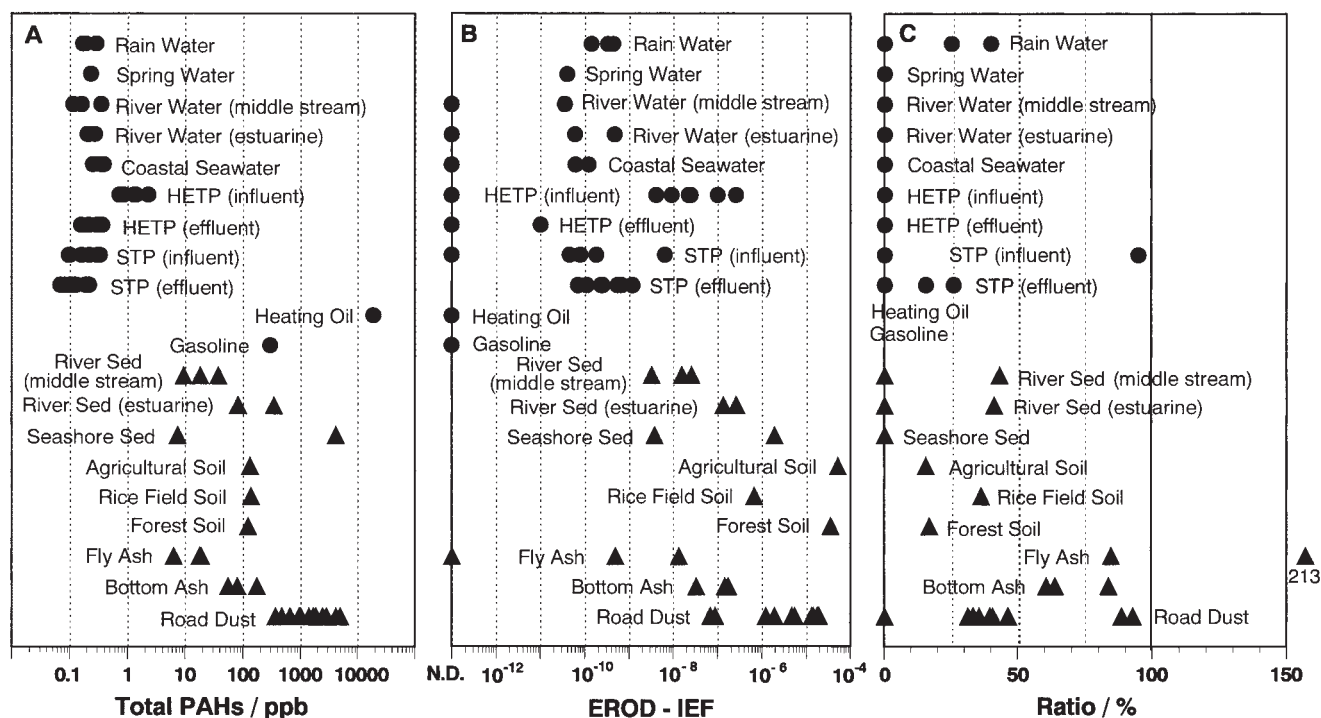 A
Rain Water
Spring Water
River Water (middle stream)
River Water (estuarine)
Coastal Seawater
HETP (influent)
HETP (effluent)
STP (influent)
STP (effluent)
Heating Oil
Gasoline
River Sed
(middle stream)
River Sed (estuarine)
Seashore Sed
Agricultural Soil
Rice Field Soil
Forest Soil
Fly Ash
Bottom Ash
Road Dust
0.1 1 10 100 1000 10000
Total PAHs / ppb
B
Rain Water
Spring Water
River Water (middle stream)
River Water (estuarine)
Coastal Seawater
HETP (influent)
HETP (effluent)
STP (influent)
STP (effluent)
Heating Oil
Gasoline
River Sed
(middle stream)
River Sed (estuarine)
Seashore Sed
Agricultural Soil
Rice Field Soil
Forest Soil
Fly Ash
Bottom Ash
Road Dust
N.D. 10⁻¹² 10⁻¹⁰ 10⁻⁸ 10⁻⁶ 10⁻⁴
EROD - IEF
C
Rain Water
Spring Water
River Water (middle stream)
River Water (estuarine)
Coastal Seawater
HETP (influent)
HETP (effluent)
STP (influent)
STP (effluent)
Heating Oil
Gasoline
River Sed (middle stream)
River Sed (estuarine)
Seashore Sed
Agricultural Soil
Rice Field Soil
Forest Soil
Fly Ash
213
Bottom Ash
Road Dust
0 50 100 150
Ratio / %